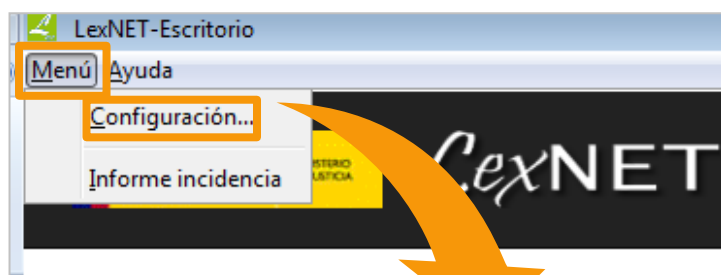 LexNET-Escritorio
Menú Ayuda
Configuración...
Informe incidencia
LexNET